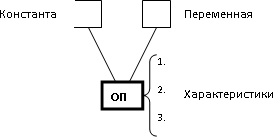 Константа
Переменная
ОП
1.
2.
3.
Характеристики